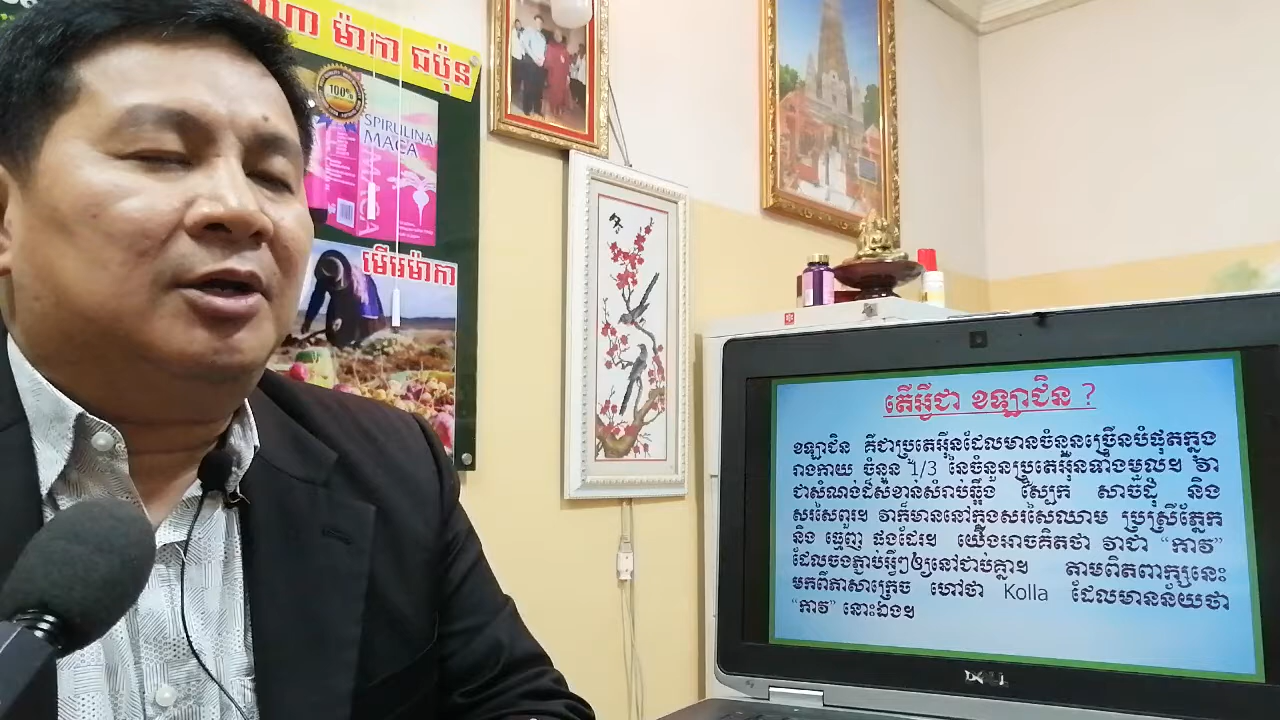 ម៉ាកា ជប៉ុន
100%
SPIRULINA
MACA
មើមម៉ាកា
冬
តើអ្វីជា ខឡាជិន ?
ខឡាជិន គឺជាប្រូតេអ៊ីនដែលមានចំនួនច្រើនបំផុតក្នុង
រាងកាយ ចំនួន 1/3 នៃចំនួនប្រូតេអ៊ីនទាំងមូល។ វា
ជាសំណង់ដ៏សំខាន់សំរាប់ឆ្អឹង ស្បែក សាច់ដុំ និង
សរសៃពួរ។ វាក៏មាននៅក្នុងសរសៃឈាម ប្រស្រីភ្នែក
និង ធ្មេញ ផងដែរ។ យើងអាចគិតថា វាជា “កាវ”
ដែលចងភ្ជាប់អ្វីៗឲ្យនៅជាប់គ្នា។ តាមពិតពាក្យនេះ
មកពីភាសាក្រេច ហៅថា Kolla ដែលមានន័យថា
“កាវ” នោះឯង។
DELL